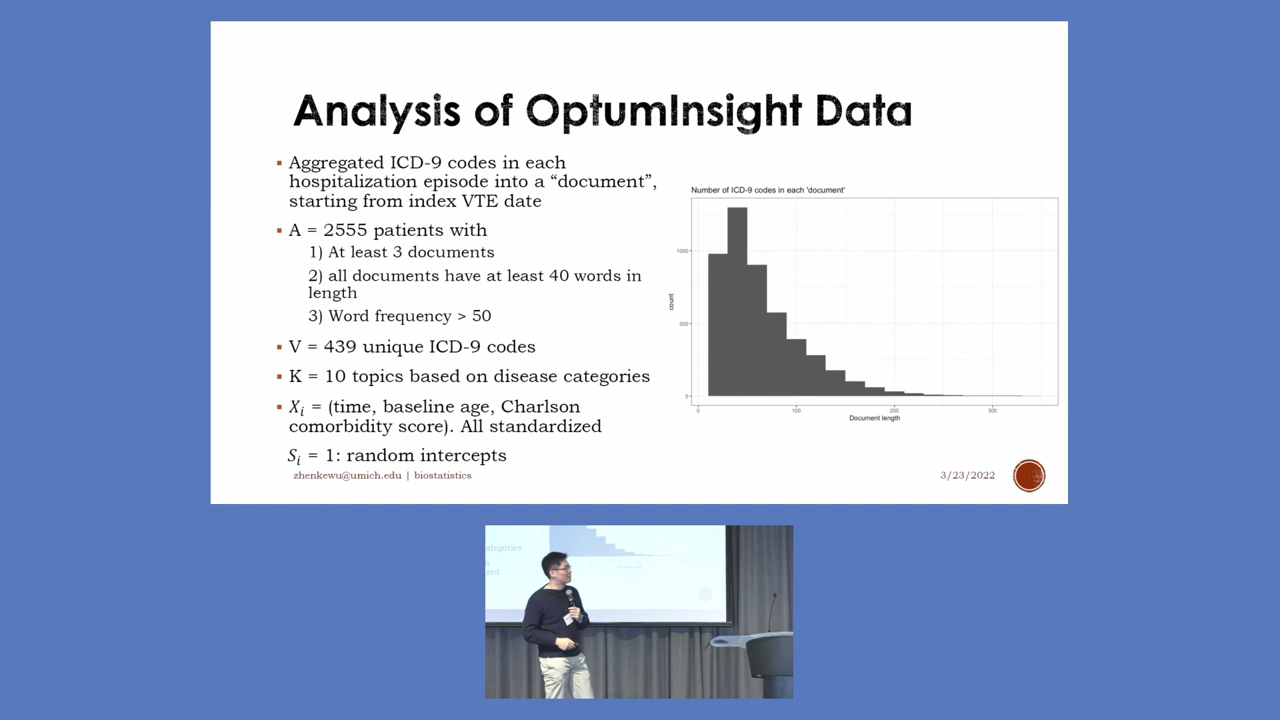 Analysis of OptumInsight Data
▪ Aggregated ICD-9 codes in each
hospitalization episode into a “document”,
starting from index VTE date
▪ A = 2555 patients with
1) At least 3 documents
2) all documents have at least 40 words in
length
3) Word frequency > 50
▪ V = 439 unique ICD-9 codes
▪ K = 10 topics based on disease categories
▪ Xᵢ = (time, baseline age, Charlson
comorbidity score). All standardized
Sᵢ = 1: random intercepts
Number of ICD-9 codes in each 'document'
count
1000
500
0
0 100 200 300
Document length
zhenkewu@umich.edu | biostatistics
3/23/2022
ategories
zed